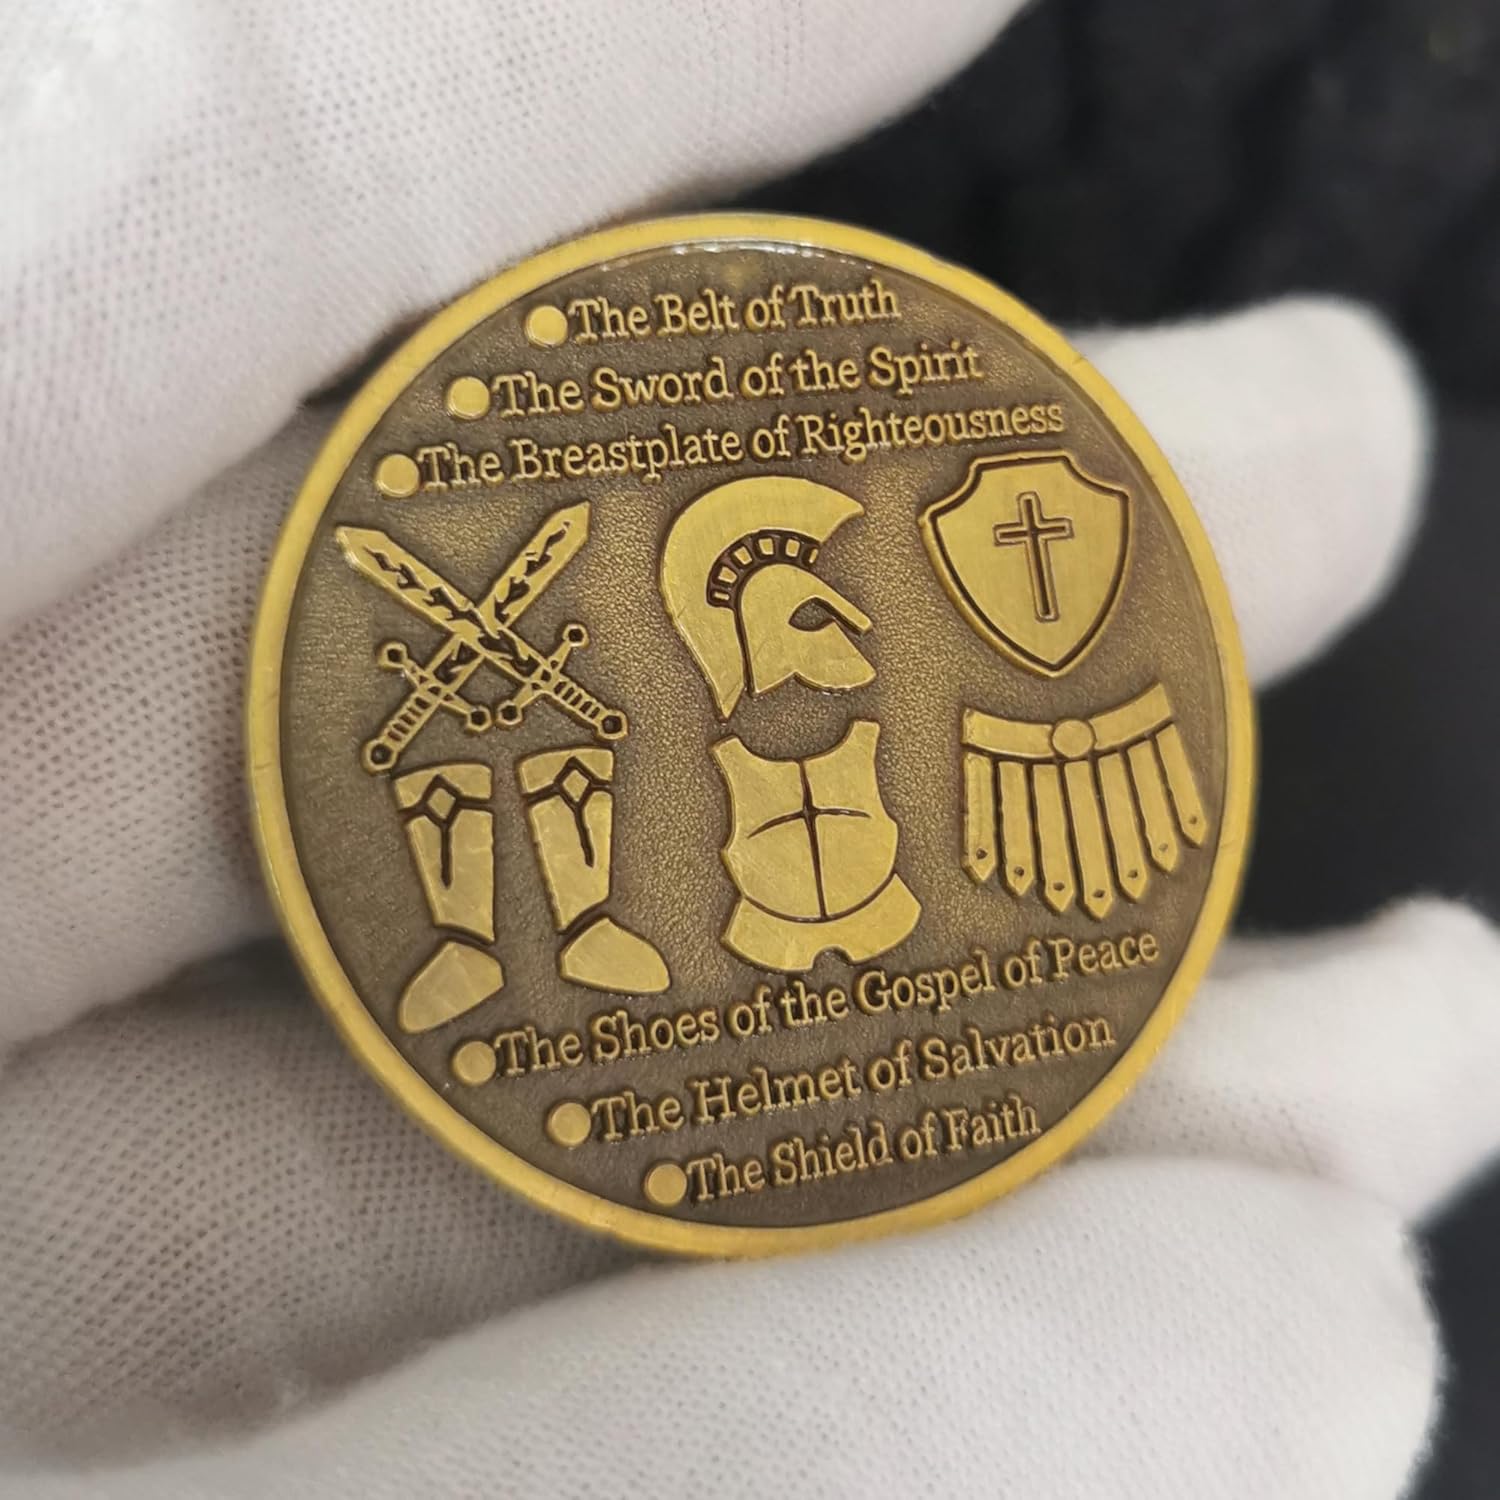 ●The Belt of Truth
●The Sword of the Spirit
●The Breastplate of Righteousness
●The Shoes of the Gospel of Peace
●The Helmet of Salvation
●The Shield of Faith